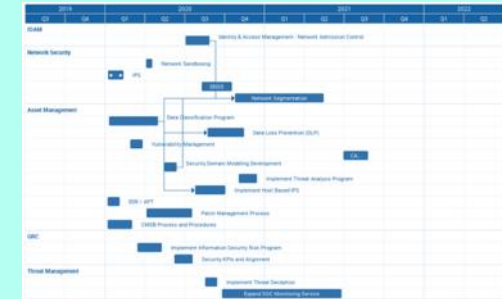 2019 2020 2021 2022
Q3 Q4 Q1 Q2 Q3 Q4 Q1 Q2 Q3 Q4 Q1 Q2
Identity & Access Management - Network Admission Control
Network Security
Network Sandboxing
IPS
Network Segmentation
Asset Management
Data Classification Program
Data Loss Prevention (DLP)
Vulnerability Management
CA...
Security Domain Modeling Development
Implement Threat Analysis Program
Implement Host Based IPS
Patch Management Process
CMDB Process and Procedures
GRC
Implement Information Security Risk Program
Security KPIs and Alignment
Threat Management
Implement Threat Deception
Expand SOC Monitoring Service